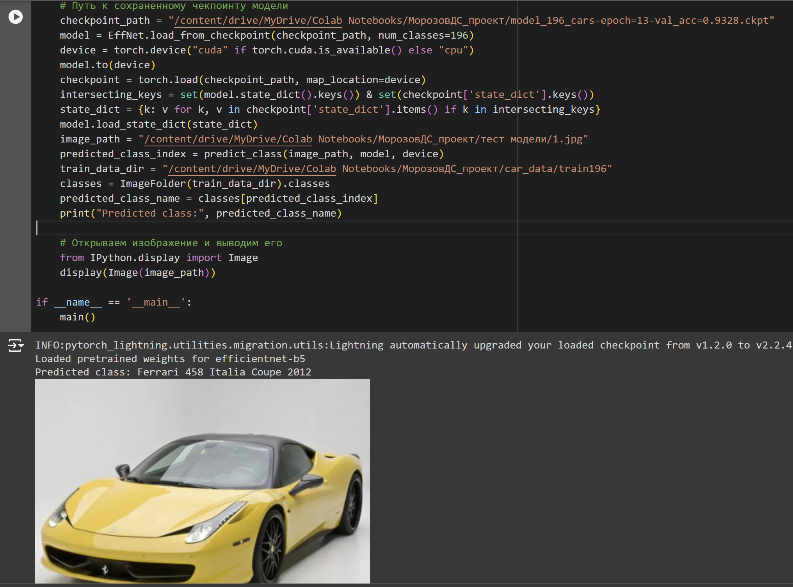 # Путь к сохраненному чекпоинту модели
checkpoint_path = "/content/drive/MyDrive/Colab Notebooks/МорозовДС_проект/model_196_cars-epoch=13-val_acc=0.9328.ckpt"
model = EffNet.load_from_checkpoint(checkpoint_path, num_classes=196)
device = torch.device("cuda" if torch.cuda.is_available() else "cpu")
model.to(device)
checkpoint = torch.load(checkpoint_path, map_location=device)
intersecting_keys = set(model.state_dict().keys()) & set(checkpoint['state_dict'].keys())
state_dict = {k: v for k, v in checkpoint['state_dict'].items() if k in intersecting_keys}
model.load_state_dict(state_dict)
image_path = "/content/drive/MyDrive/Colab Notebooks/МорозовДС_проект/тест модели/1.jpg"
predicted_class_index = predict_class(image_path, model, device)
train_data_dir = "/content/drive/MyDrive/Colab Notebooks/МорозовДС_проект/car_data/train196"
classes = ImageFolder(train_data_dir).classes
predicted_class_name = classes[predicted_class_index]
print("Predicted class:", predicted_class_name)
# Открываем изображение и выводим его
from IPython.display import Image
display(Image(image_path))
if __name__ == '__main__':
main()
INFO:pytorch_lightning.utilities.migration.utils:Lightning automatically upgraded your loaded checkpoint from v1.2.0 to v2.2.4
Loaded pretrained weights for efficientnet-b5
Predicted class: Ferrari 458 Italia Coupe 2012